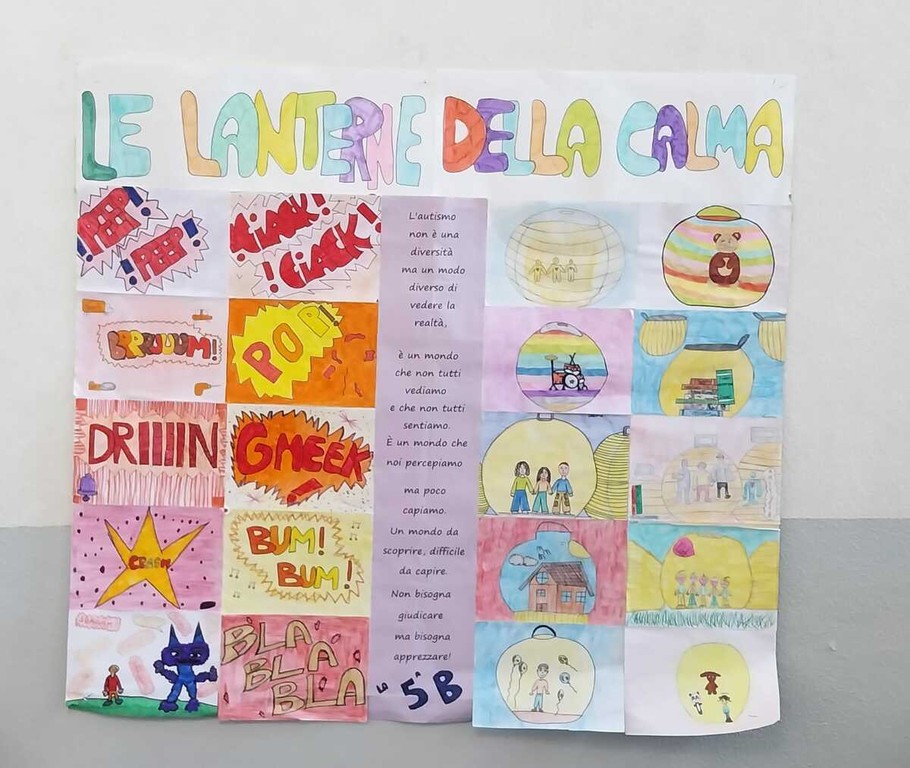 LE LANTERNE DELLA CALMA
!PEEP!
!PEEP!
CIACK!
!CIACK!
BRRRUUUM!
POP!
DRIIIIN
GNEEK
CRASH
BUM!
BUM!
BLA
BLA
BLA
L'autismo
non è una
diversità
ma un modo
diverso di
vedere la
realtà,
è un mondo
che non tutti
vediamo
e che non tutti
sentiamo.
È un mondo che
noi percepiamo
ma poco
capiamo.
Un mondo da
scoprire, difficile
da capire.
Non bisogna
giudicare
ma bisogna
apprezzare!
5^B